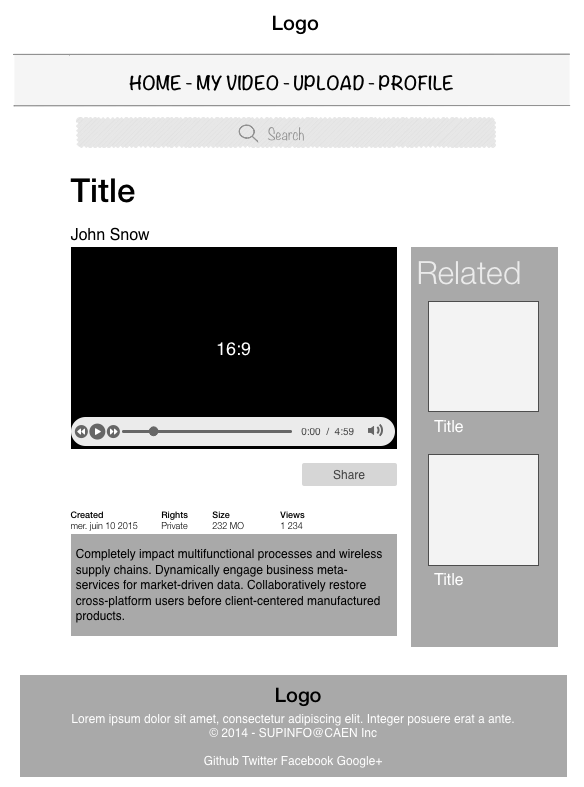 Logo
HOME - MY VIDEO - UPLOAD - PROFILE
Search
Title
John Snow
16:9
0:00 / 4:59
Share
Created Rights Size Views
mer. juin 10 2015 Private 232 MO 1 234
Completely impact multifunctional processes and wireless
supply chains. Dynamically engage business meta-
services for market-driven data. Collaboratively restore
cross-platform users before client-centered manufactured
products.
Related
Title
Title
Logo
Lorem ipsum dolor sit amet, consectetur adipiscing elit. Integer posuere erat a ante.
© 2014 - SUPINFO@CAEN Inc
Github Twitter Facebook Google+